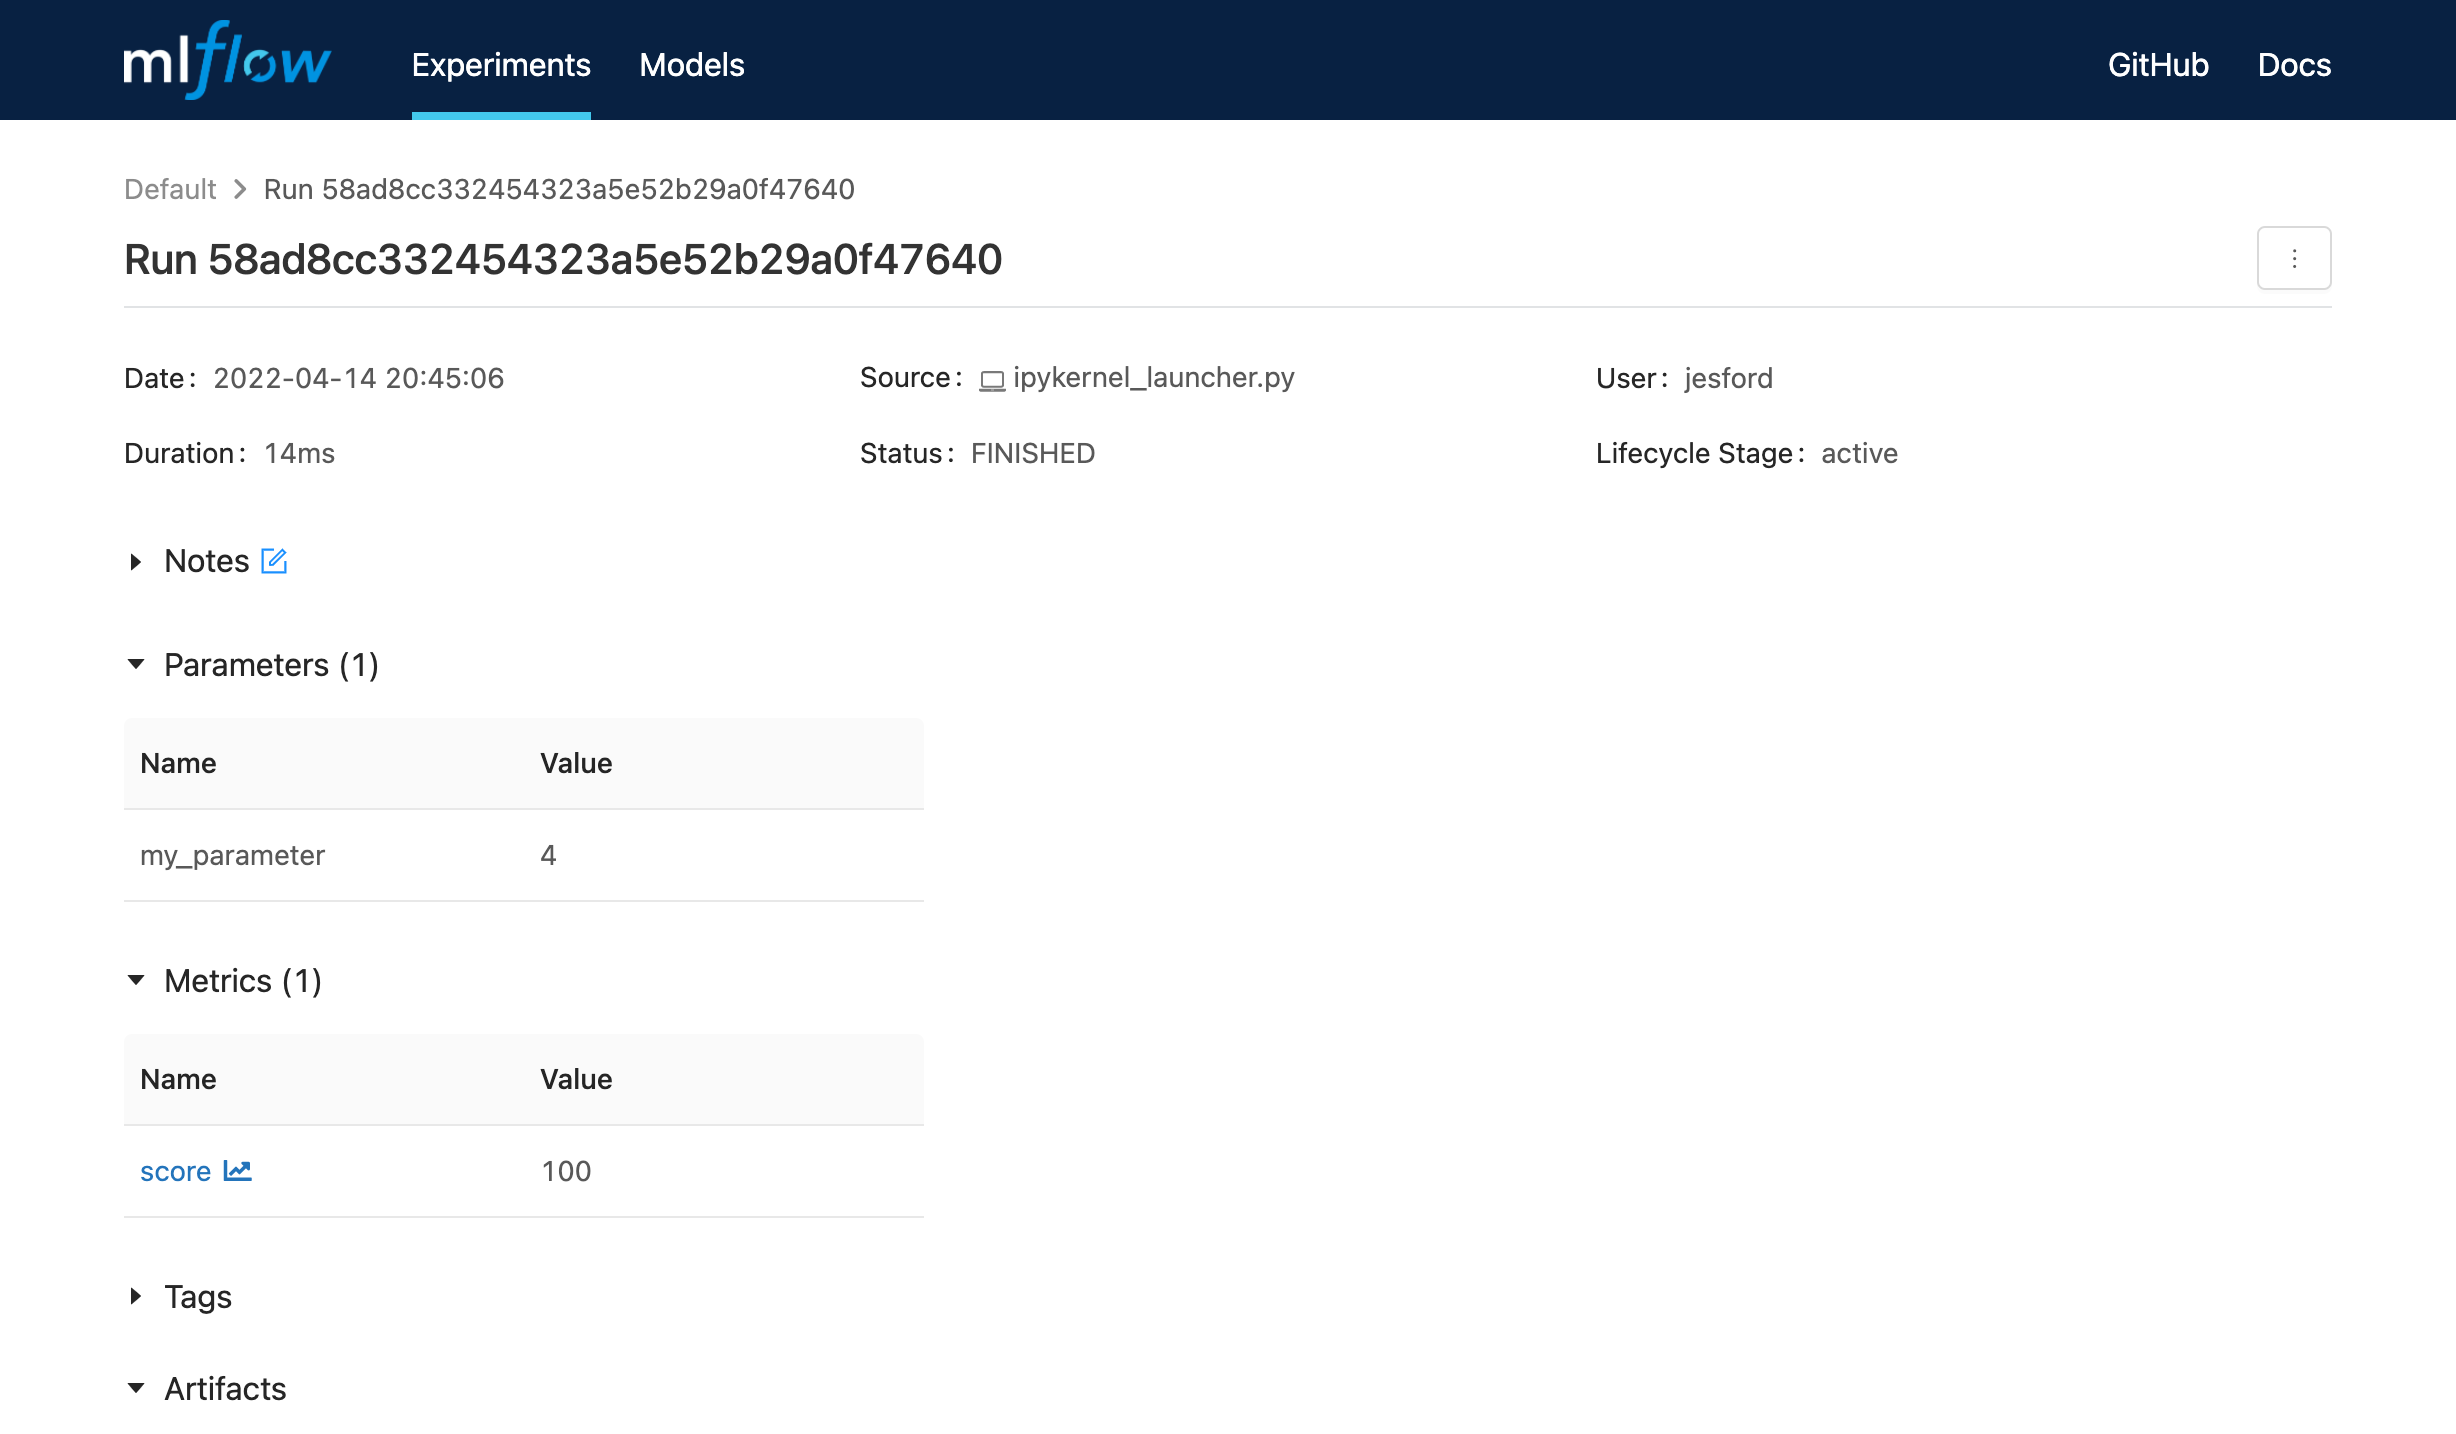 mlflow Experiments Models GitHub Docs
Default > Run 58ad8cc332454323a5e52b29a0f47640
Run 58ad8cc332454323a5e52b29a0f47640
Date: 2022-04-14 20:45:06 Source: ipykernel_launcher.py User: jesford
Duration: 14ms Status: FINISHED Lifecycle Stage: active
Notes
Parameters (1)
Name Value
my_parameter 4
Metrics (1)
Name Value
score 100
Tags
Artifacts